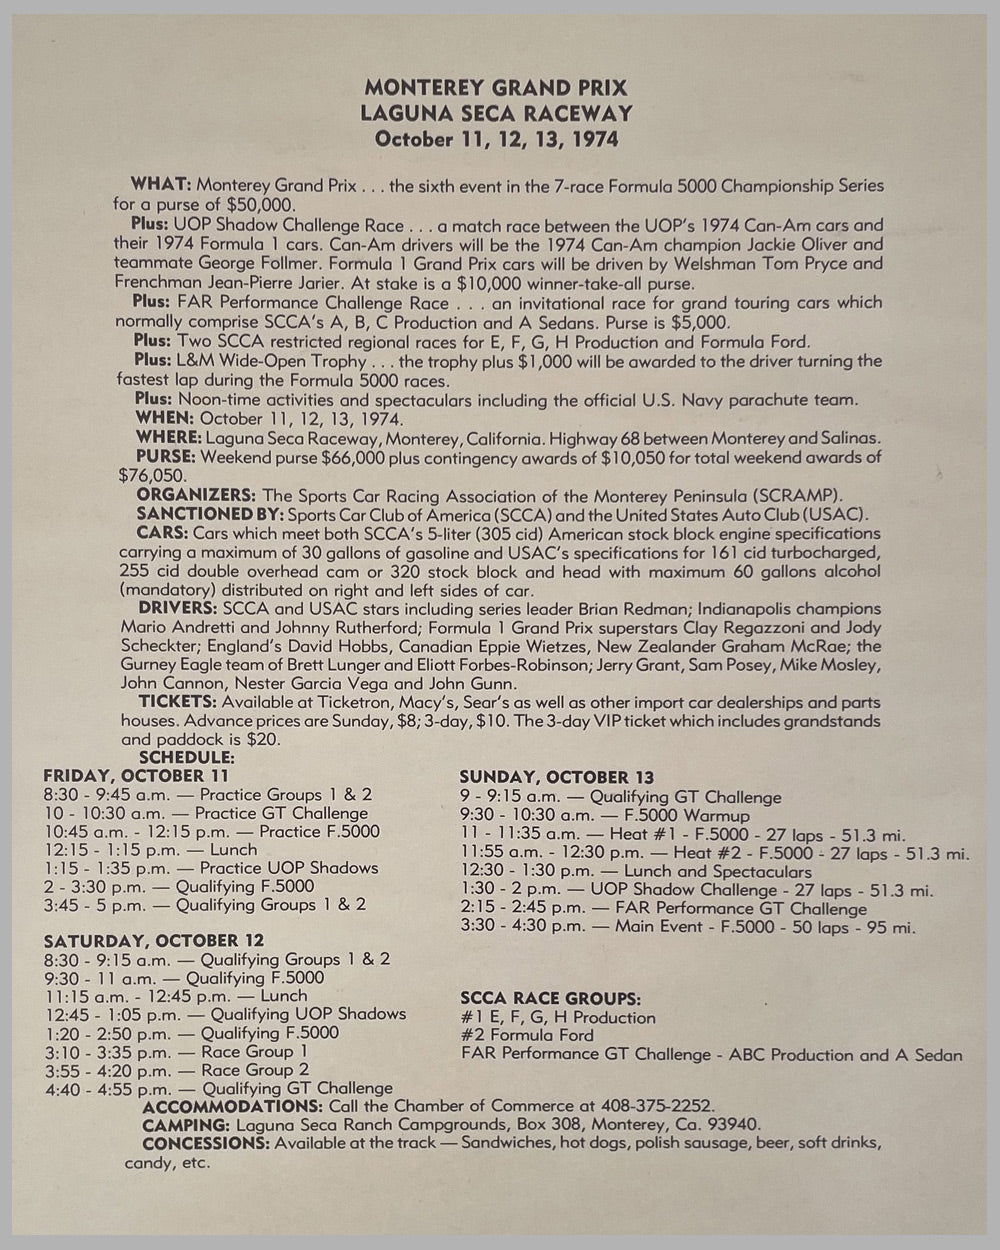 MONTEREY GRAND PRIX
LAGUNA SECA RACEWAY
October 11, 12, 13, 1974
WHAT: Monterey Grand Prix . . . the sixth event in the 7-race Formula 5000 Championship Series
for a purse of $50,000.
Plus: UOP Shadow Challenge Race . . . a match race between the UOP's 1974 Can-Am cars and
their 1974 Formula 1 cars. Can-Am drivers will be the 1974 Can-Am champion Jackie Oliver and
teammate George Follmer. Formula 1 Grand Prix cars will be driven by Welshman Tom Pryce and
Frenchman Jean-Pierre Jarier. At stake is a $10,000 winner-take-all purse.
Plus: FAR Performance Challenge Race . . . an invitational race for grand touring cars which
normally comprise SCCA's A, B, C Production and A Sedans. Purse is $5,000.
Plus: Two SCCA restricted regional races for E, F, G, H Production and Formula Ford.
Plus: L&M Wide-Open Trophy . . . the trophy plus $1,000 will be awarded to the driver turning the
fastest lap during the Formula 5000 races.
Plus: Noon-time activities and spectaculars including the official U.S. Navy parachute team.
WHEN: October 11, 12, 13, 1974.
WHERE: Laguna Seca Raceway, Monterey, California. Highway 68 between Monterey and Salinas.
PURSE: Weekend purse $66,000 plus contingency awards of $10,050 for total weekend awards of
$76,050.
ORGANIZERS: The Sports Car Racing Association of the Monterey Peninsula (SCRAMP).
SANCTIONED BY: Sports Car Club of America (SCCA) and the United States Auto Club (USAC).
CARS: Cars which meet both SCCA's 5-liter (305 cid) American stock block engine specifications
carrying a maximum of 30 gallons of gasoline and USAC's specifications for 161 cid turbocharged,
255 cid double overhead cam or 320 stock block and head with maximum 60 gallons alcohol
(mandatory) distributed on right and left sides of car.
DRIVERS: SCCA and USAC stars including series leader Brian Redman; Indianapolis champions
Mario Andretti and Johnny Rutherford; Formula 1 Grand Prix superstars Clay Regazzoni and Jody
Scheckter; England's David Hobbs, Canadian Eppie Wietzes, New Zealander Graham McRae; the
Gurney Eagle team of Brett Lunger and Eliott Forbes-Robinson; Jerry Grant, Sam Posey, Mike Mosley,
John Cannon, Nester Garcia Vega and John Gunn.
TICKETS: Available at Ticketron, Macy's, Sear's as well as other import car dealerships and parts
houses. Advance prices are Sunday, $8; 3-day, $10. The 3-day VIP ticket which includes grandstands
and paddock is $20.
SCHEDULE:
FRIDAY, OCTOBER 11
8:30 - 9:45 a.m. — Practice Groups 1 & 2
10 - 10:30 a.m. — Practice GT Challenge
10:45 a.m. - 12:15 p.m. — Practice F.5000
12:15 - 1:15 p.m. — Lunch
1:15 - 1:35 p.m. — Practice UOP Shadows
2 - 3:30 p.m. — Qualifying F.5000
3:45 - 5 p.m. — Qualifying Groups 1 & 2
SATURDAY, OCTOBER 12
8:30 - 9:15 a.m. — Qualifying Groups 1 & 2
9:30 - 11 a.m. — Qualifying F.5000
11:15 a.m. - 12:45 p.m. — Lunch
12:45 - 1:05 p.m. — Qualifying UOP Shadows
1:20 - 2:50 p.m. — Qualifying F.5000
3:10 - 3:35 p.m. — Race Group 1
3:55 - 4:20 p.m. — Race Group 2
4:40 - 4:55 p.m. — Qualifying GT Challenge
SUNDAY, OCTOBER 13
9 - 9:15 a.m. — Qualifying GT Challenge
9:30 - 10:30 a.m. — F.5000 Warmup
11 - 11:35 a.m. — Heat #1 - F.5000 - 27 laps - 51.3 mi.
11:55 a.m. - 12:30 p.m. — Heat #2 - F.5000 - 27 laps - 51.3 mi.
12:30 - 1:30 p.m. — Lunch and Spectaculars
1:30 - 2 p.m. — UOP Shadow Challenge - 27 laps - 51.3 mi.
2:15 - 2:45 p.m. — FAR Performance GT Challenge
3:30 - 4:30 p.m. — Main Event - F.5000 - 50 laps - 95 mi.
SCCA RACE GROUPS:
#1 E, F, G, H Production
#2 Formula Ford
FAR Performance GT Challenge - ABC Production and A Sedan
ACCOMMODATIONS: Call the Chamber of Commerce at 408-375-2252.
CAMPING: Laguna Seca Ranch Campgrounds, Box 308, Monterey, Ca. 93940.
CONCESSIONS: Available at the track — Sandwiches, hot dogs, polish sausage, beer, soft drinks,
candy, etc.